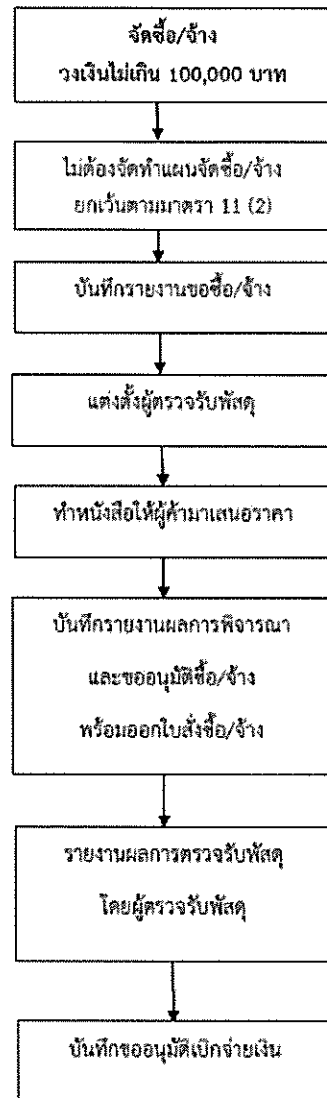 จัดซื้อ/จ้าง
วงเงินไม่เกิน 100,000 บาท
ไม่ต้องจัดทำแผนจัดซื้อ/จ้าง
ยกเว้นตามมาตรา 11 (2)
บันทึกรายงานขอซื้อ/จ้าง
แต่งตั้งผู้ตรวจรับพัสดุ
ทำหนังสือให้ผู้ค้ามาเสนอราคา
บันทึกรายงานผลการพิจารณา
และขออนุมัติซื้อ/จ้าง
พร้อมออกใบสั่งซื้อ/จ้าง
รายงานผลการตรวจรับพัสดุ
โดยผู้ตรวจรับพัสดุ
บันทึกขออนุมัติเบิกจ่ายเงิน